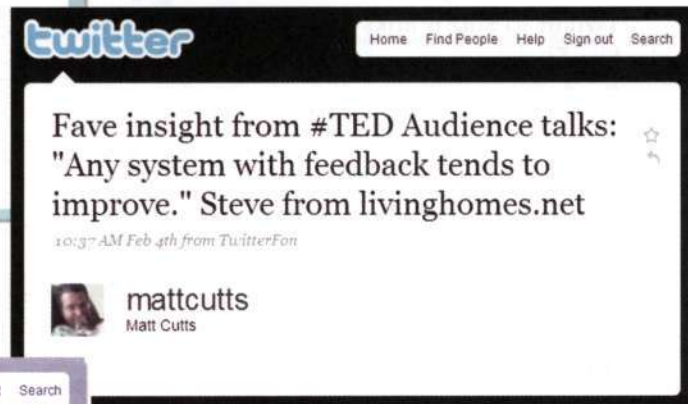 twitter
Home Find People Help Sign out Search
Fave insight from #TED Audience talks:
"Any system with feedback tends to
improve." Steve from livinghomes.net
10:37 AM Feb 4th from TwitterFon
mattcutts
Matt Cutts
Search